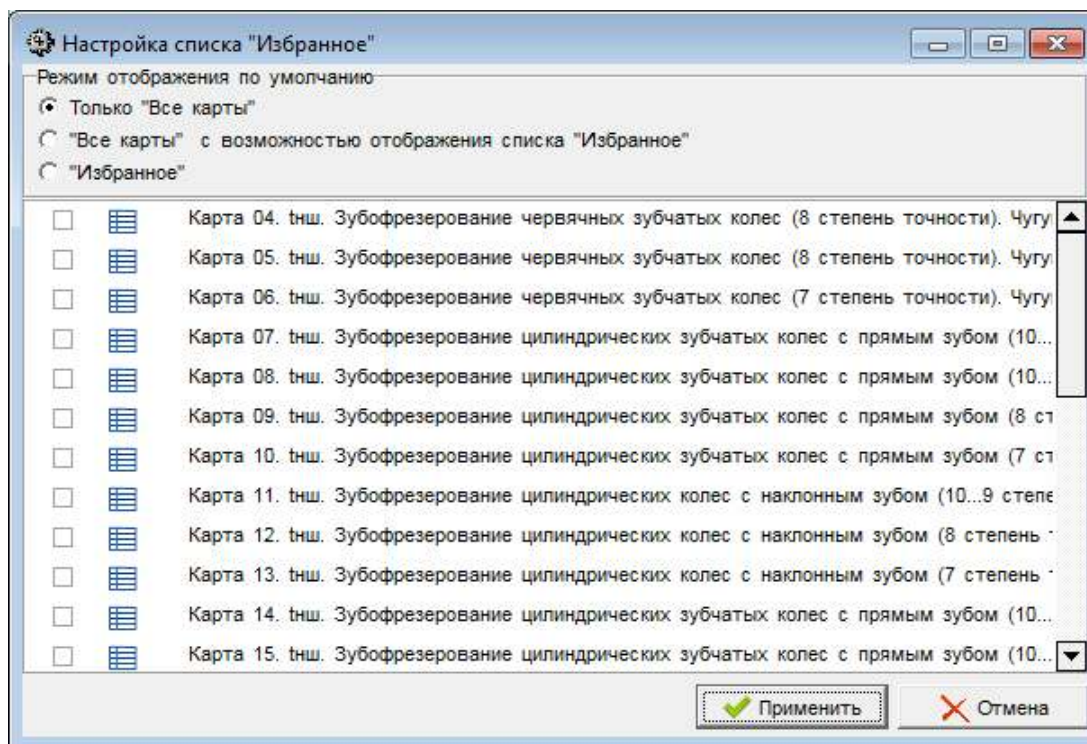 Настройка списка "Избранное"
Режим отображения по умолчанию
Только "Все карты"
"Все карты" с возможностью отображения списка "Избранное"
"Избранное"
Карта 04. tнш. Зубофрезерование червячных зубчатых колес (8 степень точности). Чугу
Карта 05. tнш. Зубофрезерование червячных зубчатых колес (8 степень точности). Чугу
Карта 06. tнш. Зубофрезерование червячных зубчатых колес (7 степень точности). Чугу
Карта 07. tнш. Зубофрезерование цилиндрических зубчатых колес с прямым зубом (10...
Карта 08. tнш. Зубофрезерование цилиндрических зубчатых колес с прямым зубом (10...
Карта 09. tнш. Зубофрезерование цилиндрических зубчатых колес с прямым зубом (8 ст
Карта 10. tнш. Зубофрезерование цилиндрических зубчатых колес с прямым зубом (7 ст
Карта 11. tнш. Зубофрезерование цилиндрических колес с наклонным зубом (10...9 степе
Карта 12. tнш. Зубофрезерование цилиндрических колес с наклонным зубом (8 степень
Карта 13. tнш. Зубофрезерование цилиндрических колес с наклонным зубом (7 степень
Карта 14. tнш. Зубофрезерование цилиндрических зубчатых колес с прямым зубом (10...
Карта 15. tнш. Зубофрезерование цилиндрических зубчатых колес с прямым зубом (10...
Применить
Отмена